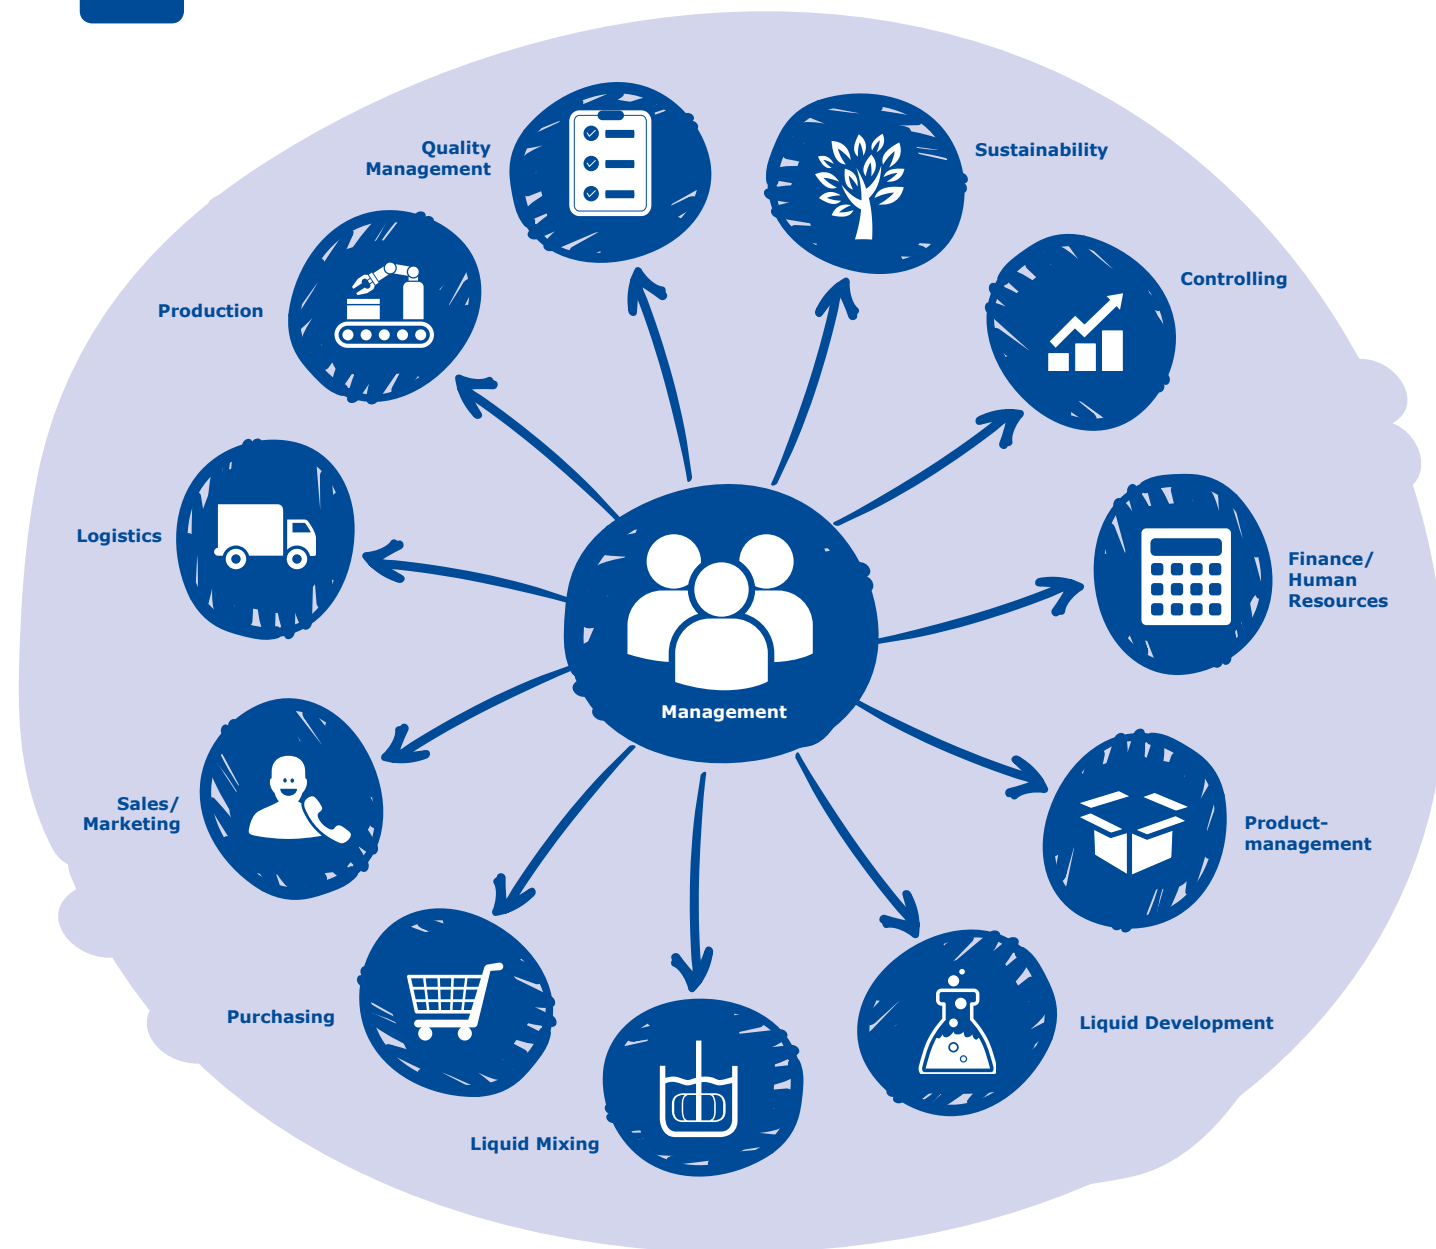 Quality
Management
Sustainability
Controlling
Production
Logistics
Finance/
Human
Resources
Management
Sales/
Marketing
Product-
management
Purchasing
Liquid Development
Liquid Mixing